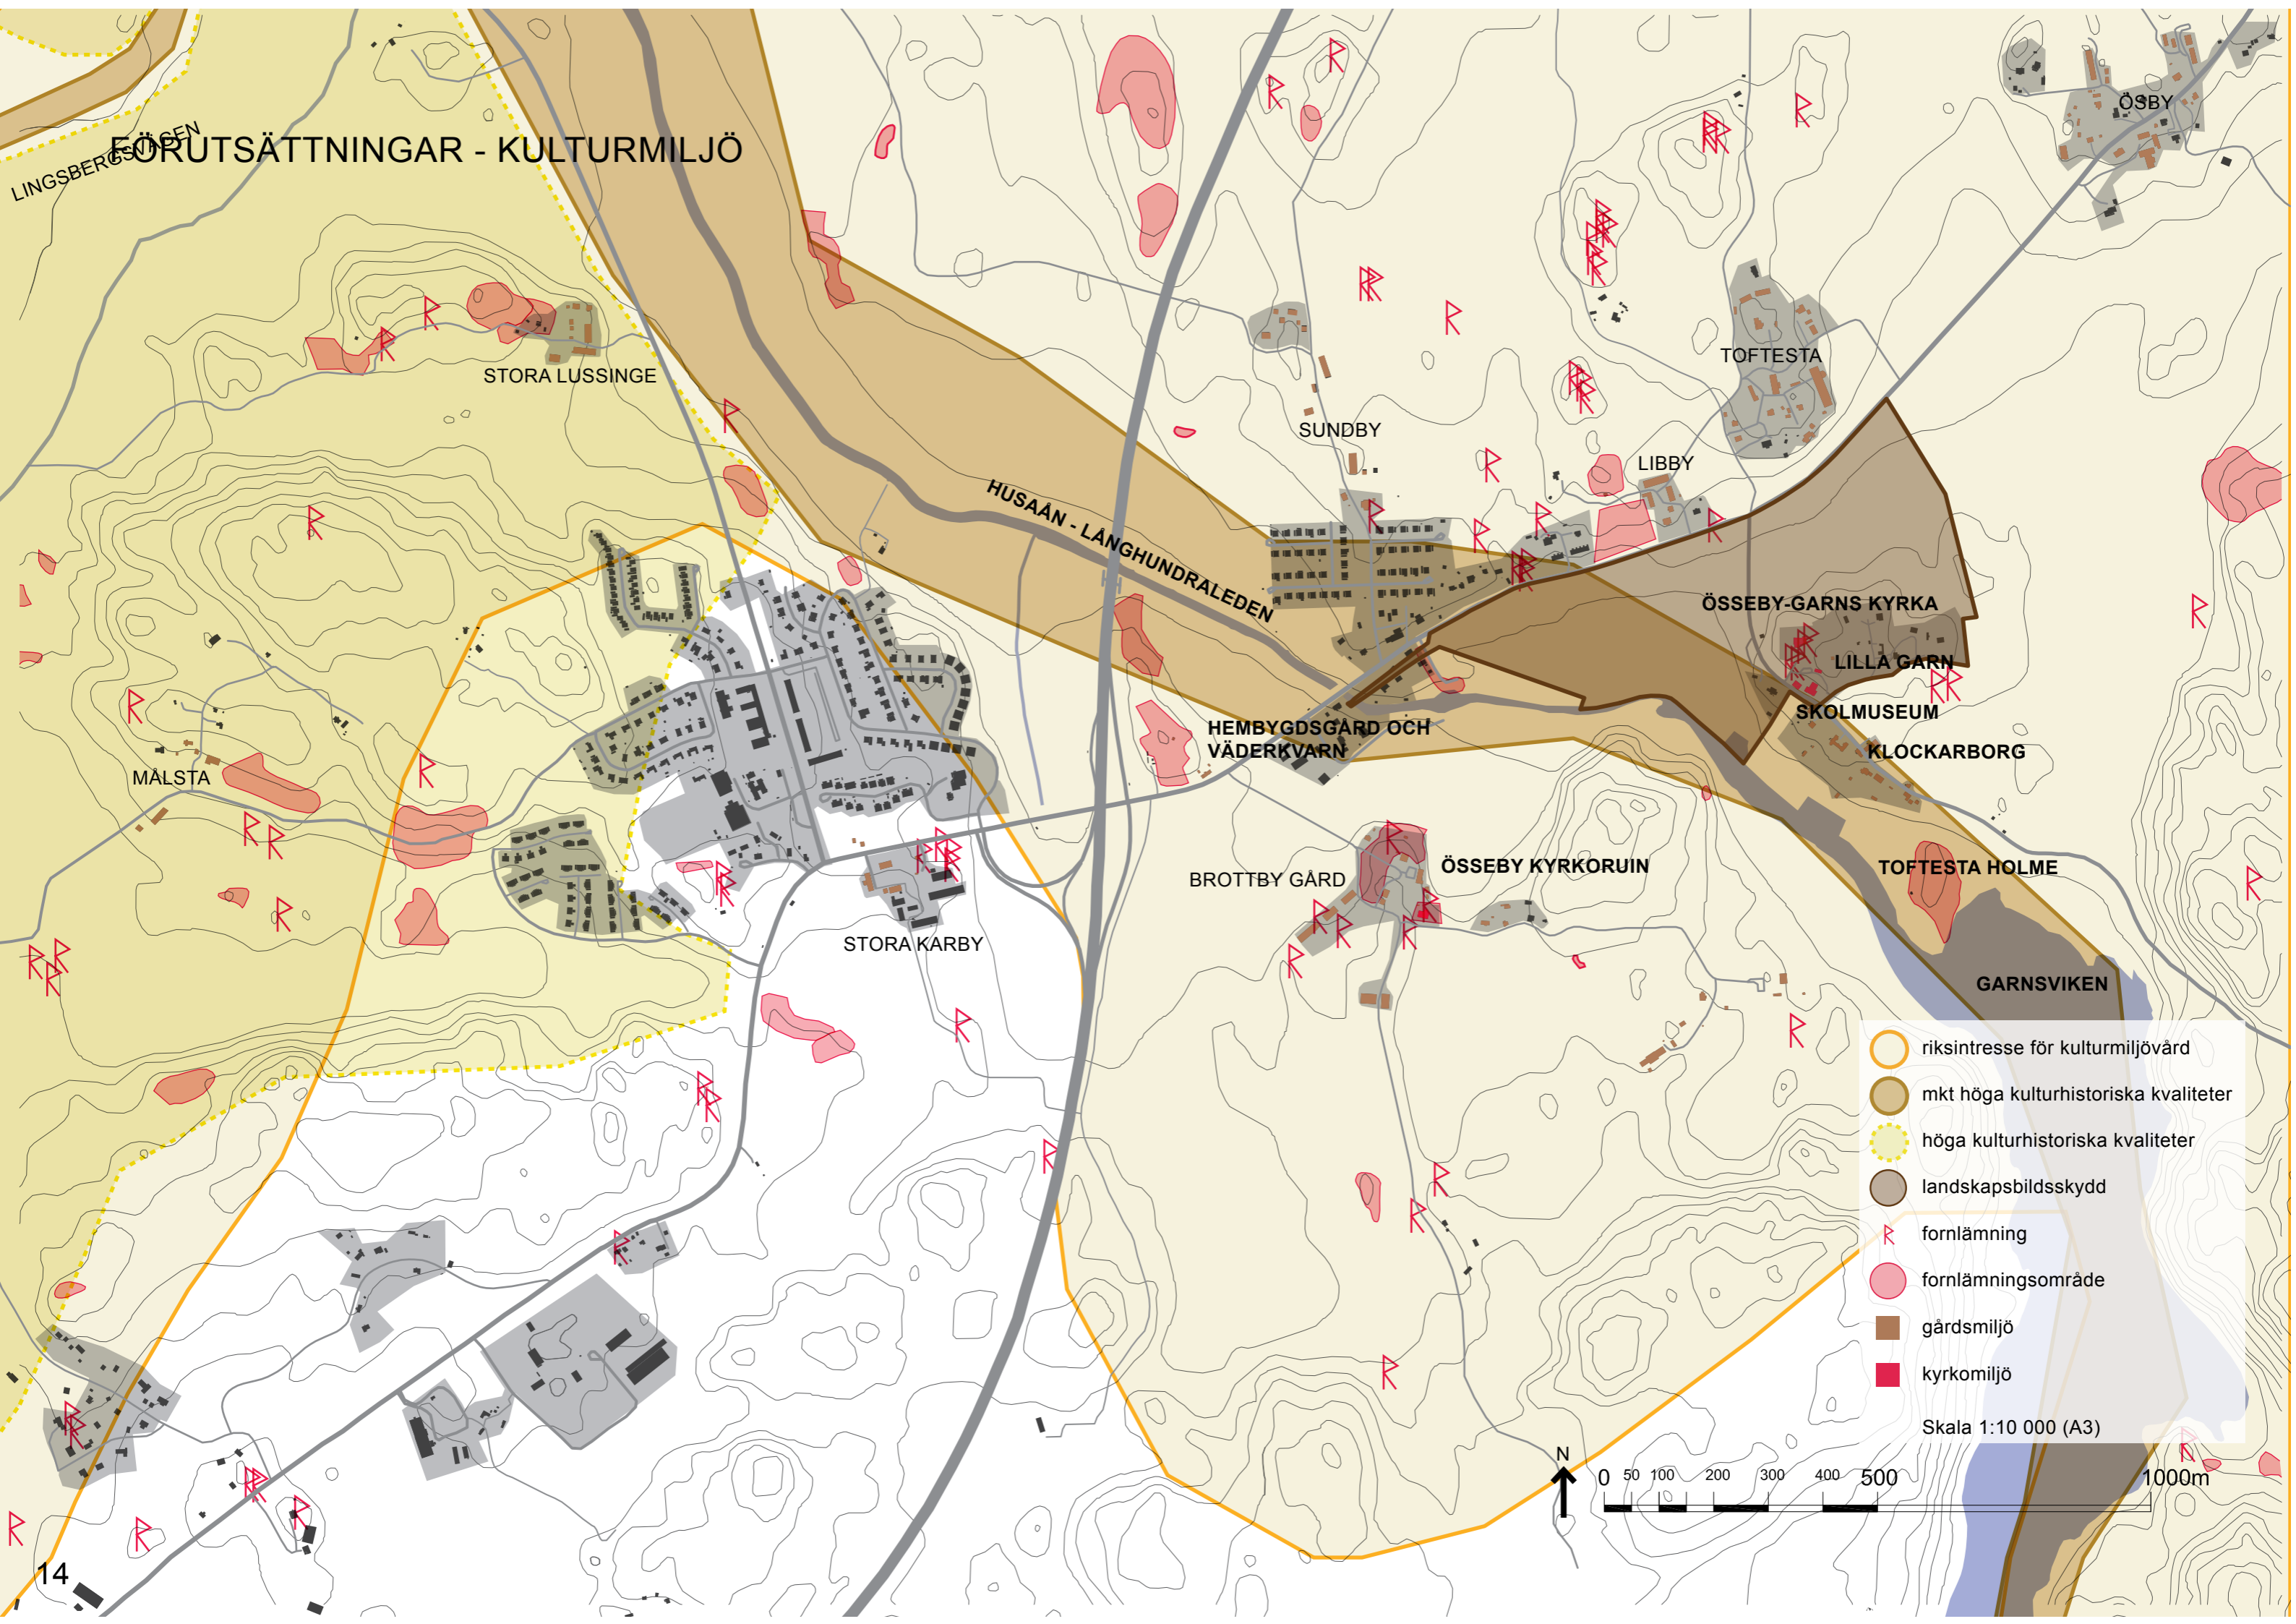 FÖRUTSÄTTNINGAR - KULTURMILJÖ
LINGSBERGSVÄGEN
ÖSBY
STORA LUSSINGE
TOFTESTA
SUNDBY
LIBBY
HUSAÅN - LÅNGHUNDRALEDEN
ÖSSEBY-GARNS KYRKA
LILLA GARN
SKOLMUSEUM
HEMBYGDSGÅRD OCH
VÄDERKVARN
KLOCKARBORG
MÅLSTA
ÖSSEBY KYRKORUIN
TOFTESTA HOLME
BROTTBY GÅRD
STORA KARBY
GARNSVIKEN
riksintresse för kulturmiljövård
mkt höga kulturhistoriska kvaliteter
höga kulturhistoriska kvaliteter
landskapsbildsskydd
fornlämning
fornlämningsområde
gårdsmiljö
kyrkomiljö
Skala 1:10 000 (A3)
N
0 50 100 200 300 400 500 1000m
14